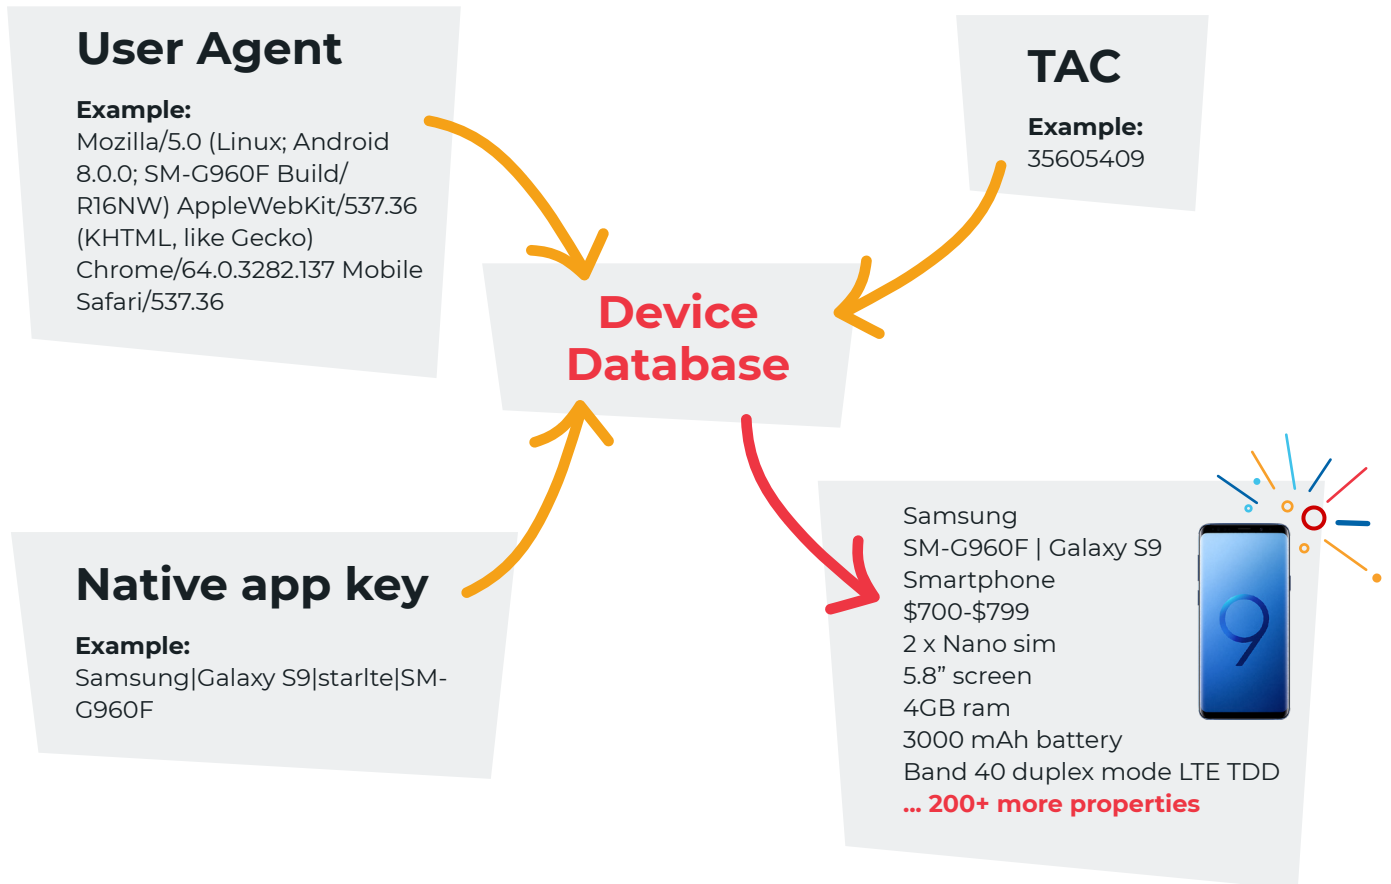 User Agent
Example:
Mozilla/5.0 (Linux; Android
8.0.0; SM-G960F Build/
R16NW) AppleWebKit/537.36
(KHTML, like Gecko)
Chrome/64.0.3282.137 Mobile
Safari/537.36
TAC
Example:
35605409
Device
Database
Native app key
Example:
Samsung|Galaxy S9|starlte|SM-
G960F
Samsung
SM-G960F | Galaxy S9
Smartphone
$700-$799
2 x Nano sim
5.8” screen
4GB ram
3000 mAh battery
Band 40 duplex mode LTE TDD
... 200+ more properties
9